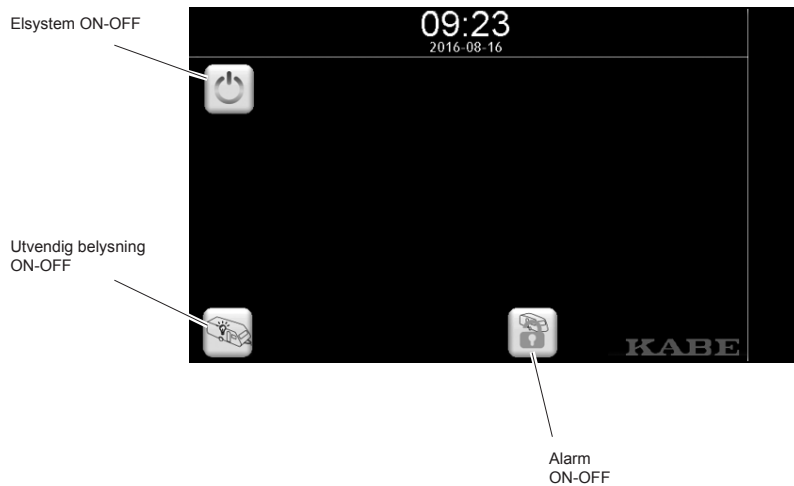 Elsystem ON-OFF
09:23
2016-08-16
Utvendig belysning
ON-OFF
KABE
Alarm
ON-OFF